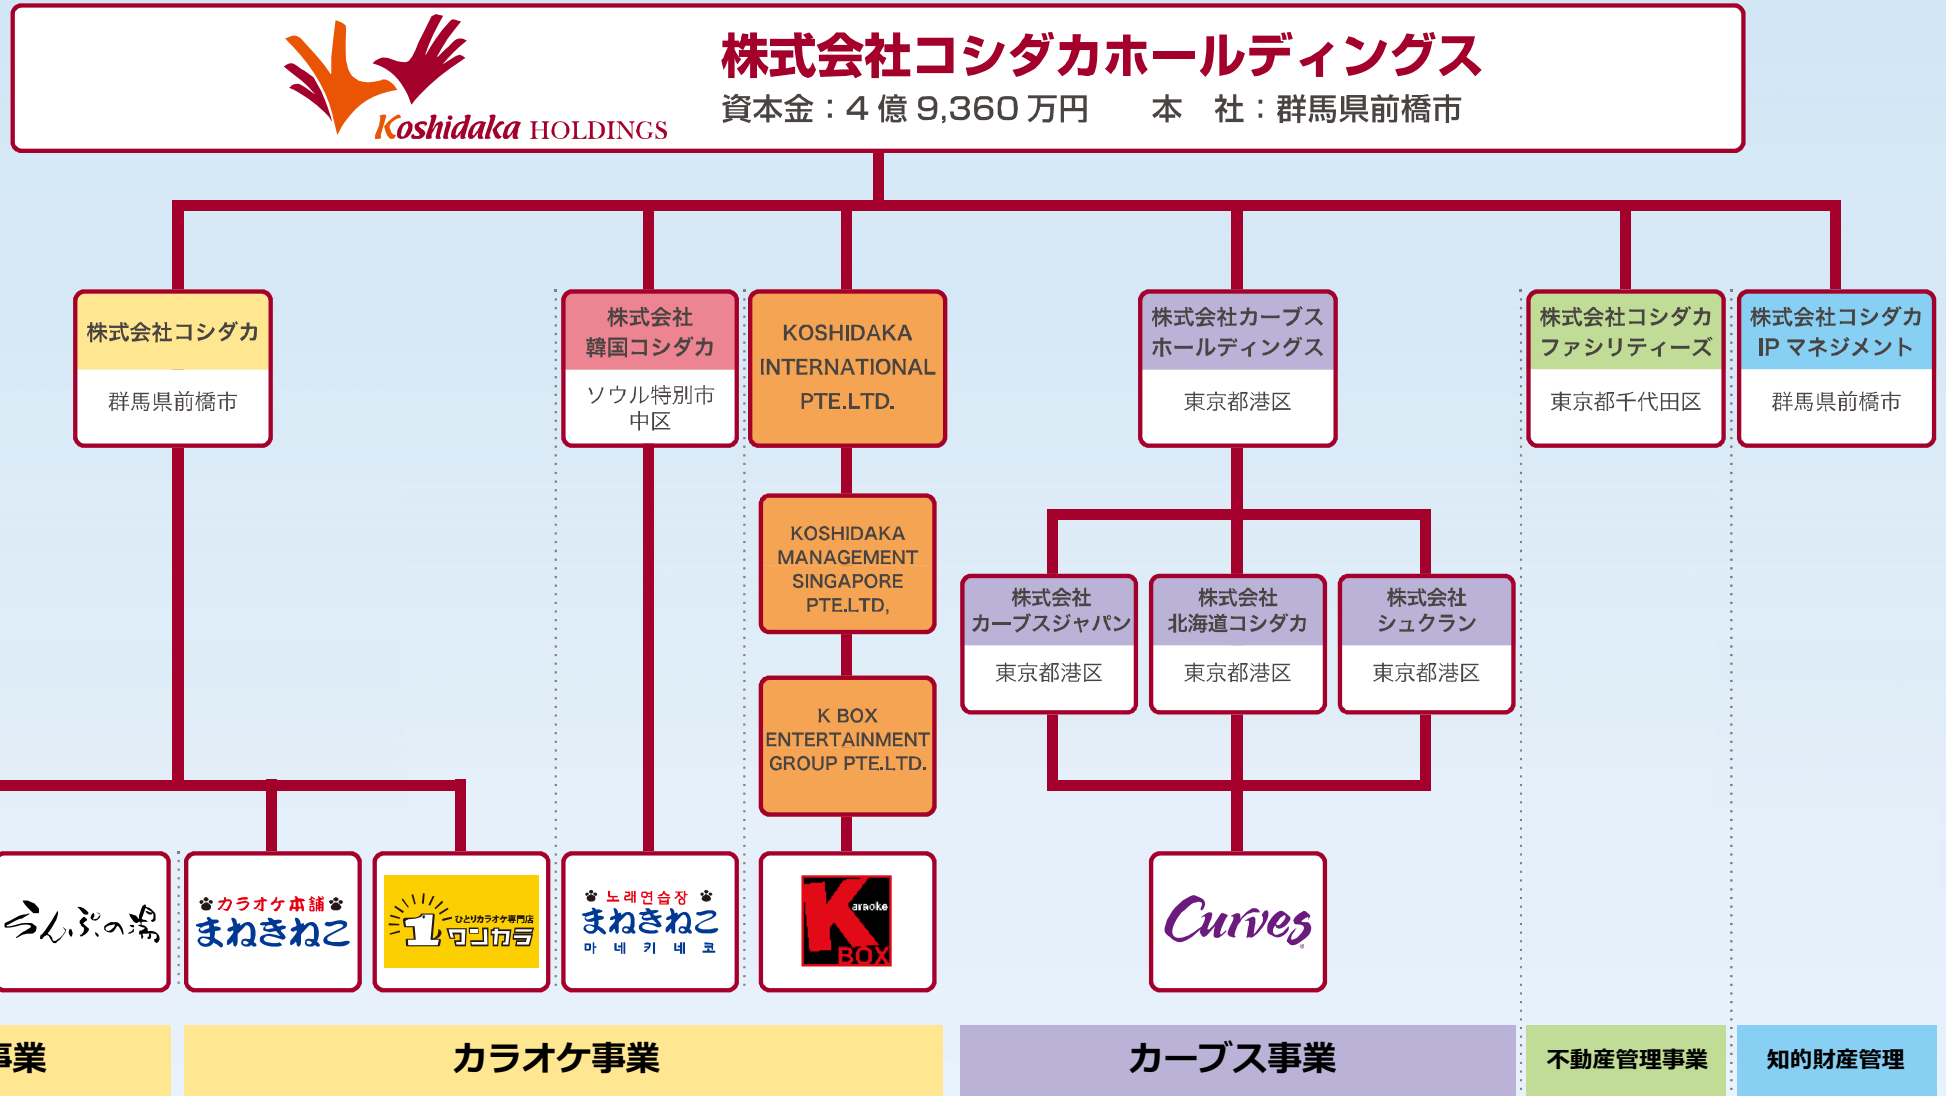 株式会社コシダカホールディングス
Koshidaka HOLDINGS
資本金：4億9,360万円　本　社：群馬県前橋市
株式会社コシダカ
群馬県前橋市
株式会社
韓国コシダカ
ソウル特別市
中区
KOSHIDAKA
INTERNATIONAL
PTE.LTD.
株式会社カーブス
ホールディングス
東京都港区
株式会社コシダカ
ファシリティーズ
東京都千代田区
株式会社コシダカ
IPマネジメント
群馬県前橋市
KOSHIDAKA
MANAGEMENT
SINGAPORE
PTE.LTD,
株式会社
カーブスジャパン
東京都港区
株式会社
北海道コシダカ
東京都港区
株式会社
シュクラン
東京都港区
K BOX
ENTERTAINMENT
GROUP PTE.LTD.
らんぷの湯
カラオケ本舗
まねきねこ
ひとりカラオケ専門店
1
ワンカラ
노래연습장
まねきねこ
마네키네코
Karaoke
BOX
Curves
事業
カラオケ事業
カーブス事業
不動産管理事業
知的財産管理